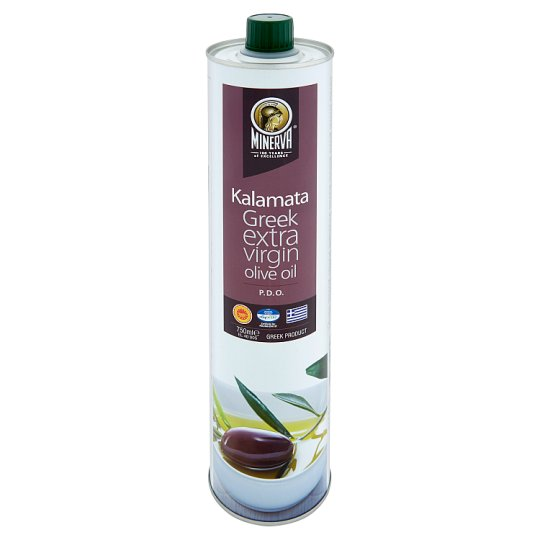 MINERVA®
100 YEARS
of EXCELLENCE
Kalamata
Greek
extra
virgin
olive oil
P.D.O.
750ml℮
GREEK PRODUCT